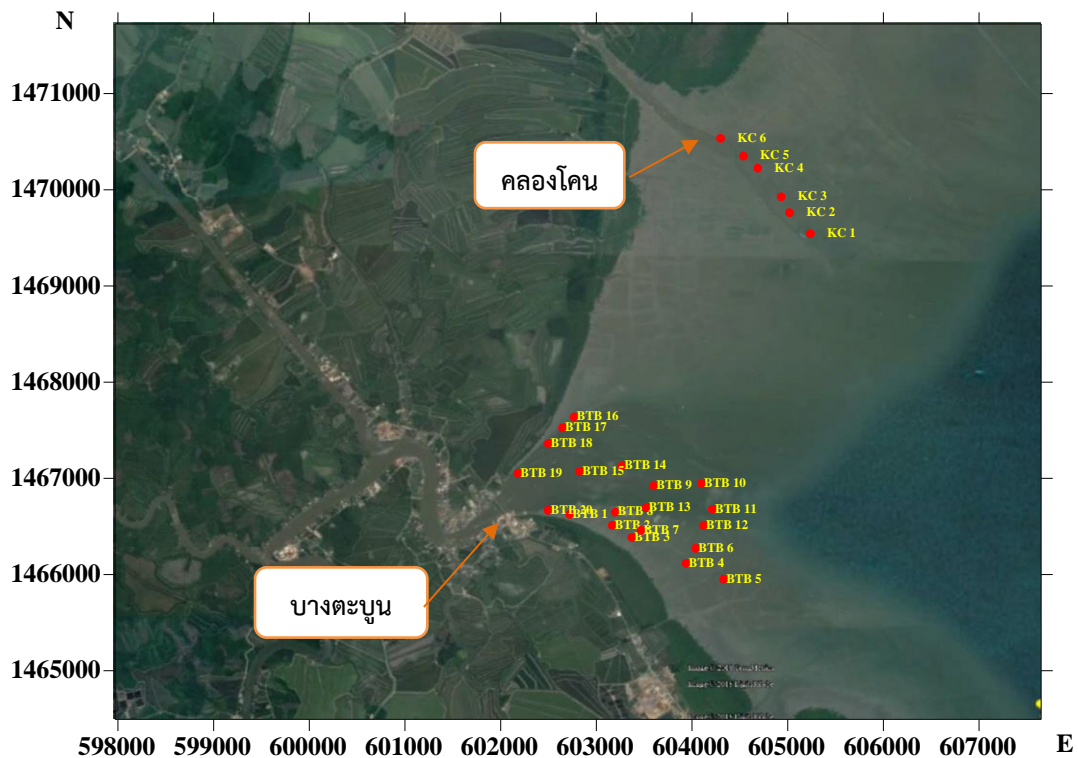 N
1471000
KC 6
KC 5
คลองโคน
KC 4
1470000
KC 3
KC 2
KC 1
1469000
1468000
BTB 16
BTB 17
BTB 18
1467000
BTB 14
BTB 15
BTB 19
BTB 9
BTB 10
BTB 20
BTB 1
BTB 8
BTB 13
BTB 11
BTB 2
BTB 7
BTB 12
BTB 3
BTB 6
1466000
BTB 4
BTB 5
บางตะบูน
1465000
598000 599000 600000 601000 602000 603000 604000 605000 606000 607000 E